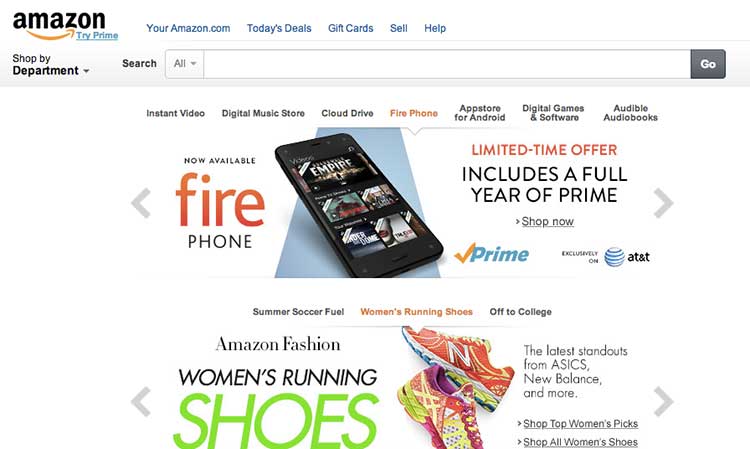 amazon
Try Prime
Your Amazon.com Today's Deals Gift Cards Sell Help
Shop by
Department
Search All Go
Instant Video Digital Music Store Cloud Drive Fire Phone Appstore for Android Digital Games & Software Audible Audiobooks
NOW AVAILABLE
fire
PHONE
Videos
EMPIRE
LIMITED-TIME OFFER
INCLUDES A FULL
YEAR OF PRIME
Shop now
Prime
EXCLUSIVELY
ON
at&t
Summer Soccer Fuel Women's Running Shoes Off to College
Amazon Fashion
WOMEN'S RUNNING
SHOES
The latest standouts
from ASICS,
New Balance,
and more.
Shop Top Women's Picks
Shop All Women's Shoes